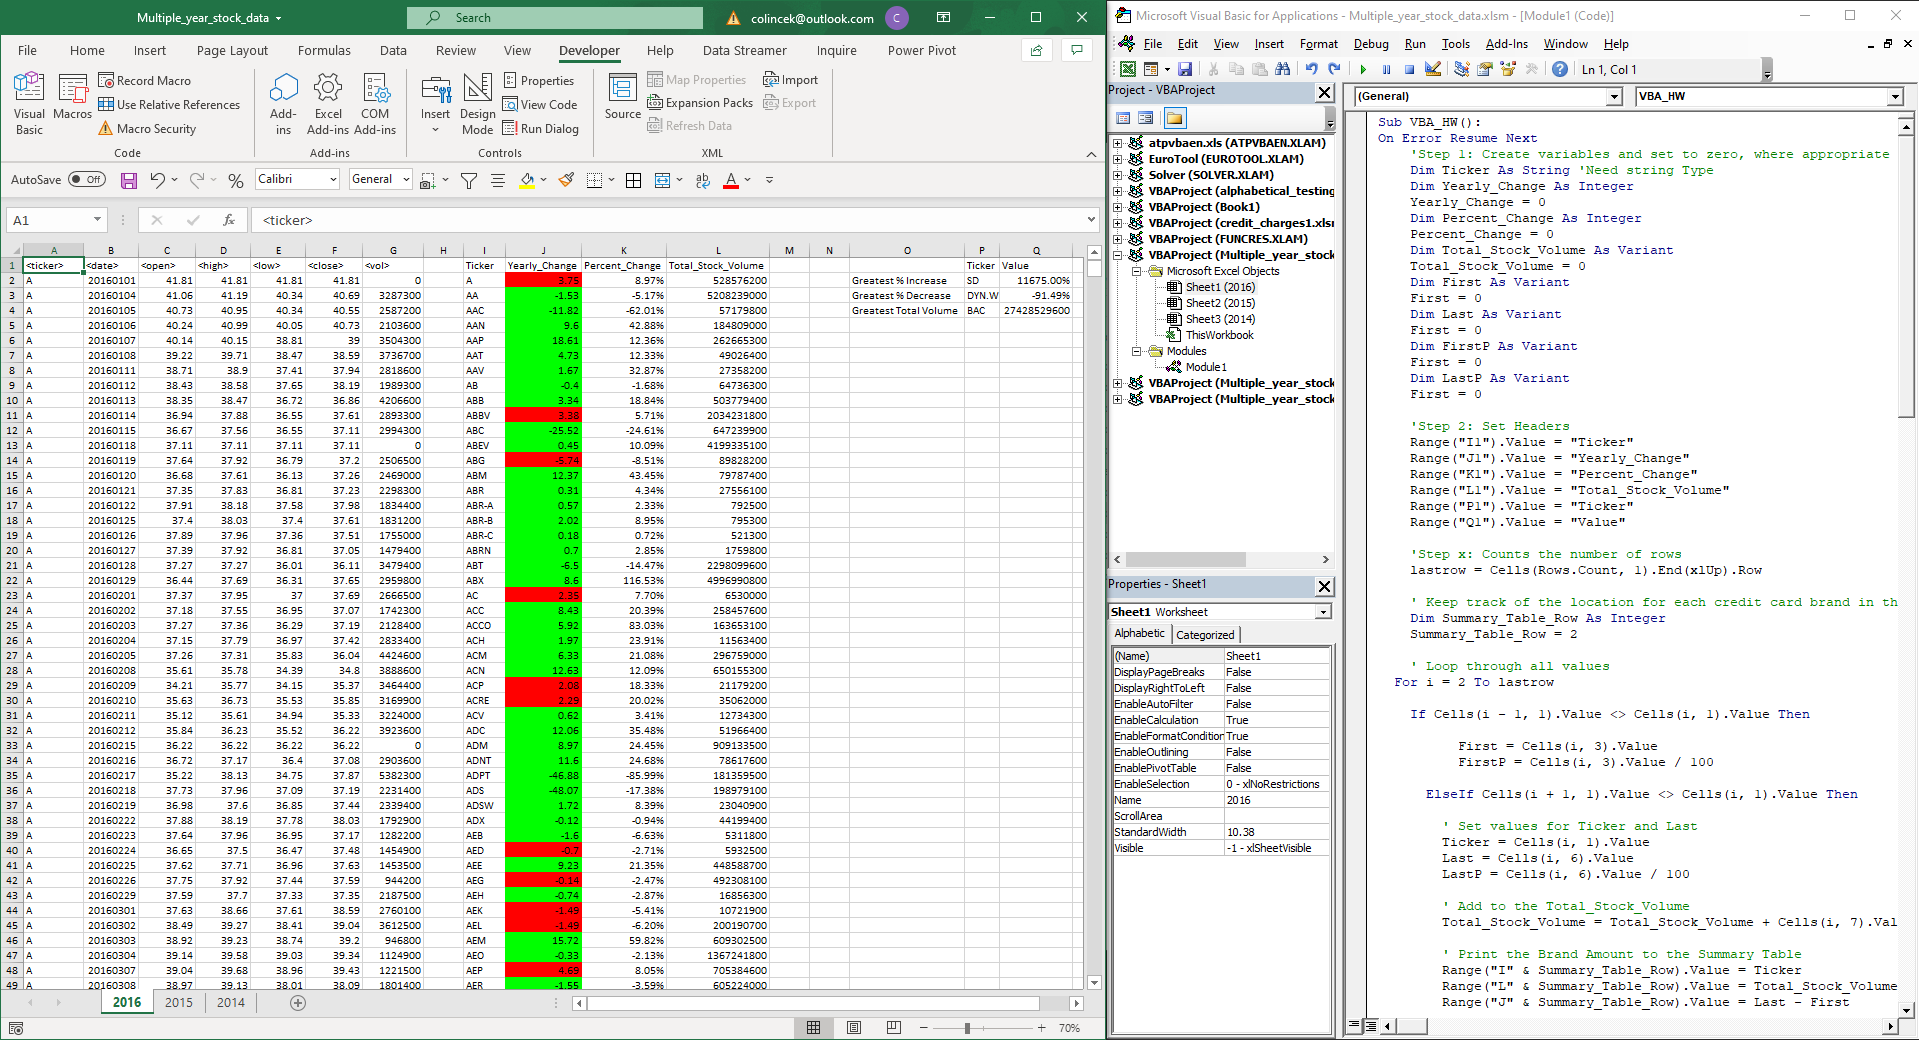 Multiple_year_stock_data
Search
colincek@outlook.com
C
File Home Insert Page Layout Formulas Data Review View Developer Help Data Streamer Inquire Power Pivot
Visual Basic
Macros
Record Macro
Use Relative References
Macro Security
Code
Add-ins
Excel Add-ins
COM Add-ins
Add-ins
Insert
Design Mode
Properties
View Code
Run Dialog
Controls
Source
Map Properties
Expansion Packs
Refresh Data
Import
Export
XML
AutoSave Off
Calibri
General
A1
fx
<ticker>
A B C D E F G H I J K L M N O P Q
1 <ticker> <date> <open> <high> <low> <close> <vol> Ticker Yearly_Change Percent_Change Total_Stock_Volume Ticker Value
2 A 20160101 41.81 41.81 41.81 41.81 0 A 3.75 8.97% 528576200 Greatest % Increase SD 11675.00%
3 A 20160104 41.06 41.19 40.34 40.69 3287300 AA -1.53 -5.17% 5208239000 Greatest % Decrease DYN.W -91.49%
4 A 20160105 40.73 40.95 40.34 40.55 2587200 AAC -11.82 -62.01% 57179800 Greatest Total Volume BAC 27428529600
5 A 20160106 40.24 40.99 40.05 40.73 2103600 AAN 9.6 42.88% 184809000
6 A 20160107 40.14 40.15 38.81 39 3504300 AAP 18.61 12.36% 262665300
7 A 20160108 39.22 39.71 38.47 38.59 3736700 AAT 4.73 12.33% 49026400
8 A 20160111 38.71 38.9 37.41 37.94 2818600 AAV 1.67 32.87% 27358200
9 A 20160112 38.43 38.58 37.65 38.19 1989300 AB -0.4 -1.68% 64736300
10 A 20160113 38.35 38.47 36.72 36.86 4206600 ABB 3.34 18.84% 503779400
11 A 20160114 36.94 37.88 36.55 37.61 2893300 ABBV 3.38 5.71% 2034231800
12 A 20160115 36.67 37.56 36.55 37.11 2994300 ABC -25.52 -24.61% 647239900
13 A 20160118 37.11 37.11 37.11 37.11 0 ABEV 0.45 10.09% 4199335100
14 A 20160119 37.64 37.92 36.79 37.2 2506500 ABG -5.74 -8.51% 89828200
15 A 20160120 36.68 37.61 36.13 37.26 2469000 ABM 12.37 43.45% 79787400
16 A 20160121 37.35 37.83 36.81 37.23 2298300 ABR 0.31 4.34% 27556100
17 A 20160122 37.91 38.18 37.58 37.98 1834400 ABR-A 0.57 2.33% 792500
18 A 20160125 37.4 38.03 37.4 37.61 1831200 ABR-B 2.02 8.95% 795300
19 A 20160126 37.89 37.96 37.36 37.51 1755000 ABR-C 0.18 0.72% 521300
20 A 20160127 37.39 37.92 36.81 37.05 1479400 ABRN 0.7 2.85% 1759800
21 A 20160128 37.27 37.27 36.01 36.11 3479400 ABT -6.5 -14.47% 2298099600
22 A 20160129 36.44 37.69 36.31 37.65 2959800 ABX 8.6 116.53% 4996990800
23 A 20160201 37.37 37.95 37 37.69 2666500 AC 2.35 7.70% 6530000
24 A 20160202 37.18 37.55 36.95 37.07 1742300 ACC 8.43 20.39% 258457600
25 A 20160203 37.27 37.36 36.29 37.19 2128400 ACCO 5.92 83.03% 163653100
26 A 20160204 37.15 37.79 36.97 37.42 2833400 ACH 1.97 23.91% 11563400
27 A 20160205 37.26 37.31 35.83 36.04 4424600 ACM 6.33 21.08% 296759000
28 A 20160208 35.61 35.78 34.39 34.8 3888600 ACN 12.63 12.09% 650155300
29 A 20160209 34.21 35.77 34.15 35.37 3464400 ACP 2.08 18.33% 21179200
30 A 20160210 35.63 36.73 35.53 35.85 3169900 ACRE 2.29 20.02% 35062000
31 A 20160211 35.12 35.61 34.94 35.33 3224000 ACV 0.62 3.41% 12734300
32 A 20160212 35.84 36.23 35.52 36.22 3923600 ADC 12.06 35.48% 51966400
33 A 20160215 36.22 36.22 36.22 36.22 0 ADM 8.97 24.45% 909133500
34 A 20160216 36.72 37.17 36.4 37.08 2903600 ADNT 11.6 24.68% 78617600
35 A 20160217 35.22 38.13 34.75 37.87 5382300 ADPT -46.88 -85.99% 181359500
36 A 20160218 37.73 37.96 37.09 37.19 2231400 ADS -48.07 -17.38% 198979100
37 A 20160219 36.98 37.6 36.85 37.44 2339400 ADSW 1.72 8.39% 23040900
38 A 20160222 37.88 38.19 37.78 38.03 1792900 ADX -0.12 -0.94% 44199400
39 A 20160223 37.64 37.96 36.95 37.17 1282200 AEB -1.6 -6.63% 5311800
40 A 20160224 36.65 37.5 36.47 37.48 1454900 AED -0.7 -2.71% 5932500
41 A 20160225 37.62 37.71 36.96 37.63 1453500 AEE 9.23 21.35% 448588700
42 A 20160226 37.75 37.92 37.44 37.59 944200 AEG -0.14 -2.47% 492308100
43 A 20160229 37.59 37.7 37.33 37.35 2187500 AEH -0.74 -2.87% 16856300
44 A 20160301 37.63 38.66 37.61 38.59 2760100 AEK -1.49 -5.41% 10721900
45 A 20160302 38.49 39.27 38.41 39.04 3612500 AEL -1.49 -6.20% 200190700
46 A 20160303 38.92 39.23 38.74 39.2 946800 AEM 15.72 59.82% 609302500
47 A 20160304 39.14 39.58 39.03 39.34 1124900 AEO -0.33 -2.13% 1367241800
48 A 20160307 39.04 39.68 38.96 39.43 1221500 AEP 4.69 8.05% 705384600
49 A 20160308 38.97 39.13 38.01 38.09 1801400 AER -1.55 -3.59% 605224000
2016 2015 2014
70%
Microsoft Visual Basic for Applications - Multiple_year_stock_data.xlsm - [Module1 (Code)]
File Edit View Insert Format Debug Run Tools Add-Ins Window Help
Ln 1, Col 1
Project - VBAProject
atpvbaen.xls (ATPVBAEN.XLAM)
EuroTool (EUROTOOL.XLAM)
Solver (SOLVER.XLAM)
VBAProject (alphabetical_testing
VBAProject (Book1)
VBAProject (credit_charges1.xlsm
VBAProject (FUNCRES.XLAM)
VBAProject (Multiple_year_stock
Microsoft Excel Objects
Sheet1 (2016)
Sheet2 (2015)
Sheet3 (2014)
ThisWorkbook
Modules
Module1
VBAProject (Multiple_year_stock
VBAProject (Multiple_year_stock
Properties - Sheet1
Sheet1 Worksheet
Alphabetic Categorized
(Name) Sheet1
DisplayPageBreaks False
DisplayRightToLeft False
EnableAutoFilter False
EnableCalculation True
EnableFormatCondition True
EnableOutlining False
EnablePivotTable False
EnableSelection 0 - xlNoRestrictions
Name 2016
ScrollArea
StandardWidth 10.38
Visible -1 - xlSheetVisible
(General)
VBA_HW
Sub VBA_HW():
On Error Resume Next
'Step 1: Create variables and set to zero, where appropriate
Dim Ticker As String 'Need string Type
Dim Yearly_Change As Integer
Yearly_Change = 0
Dim Percent_Change As Integer
Percent_Change = 0
Dim Total_Stock_Volume As Variant
Total_Stock_Volume = 0
Dim First As Variant
First = 0
Dim Last As Variant
First = 0
Dim FirstP As Variant
First = 0
Dim LastP As Variant
First = 0
'Step 2: Set Headers
Range("I1").Value = "Ticker"
Range("J1").Value = "Yearly_Change"
Range("K1").Value = "Percent_Change"
Range("L1").Value = "Total_Stock_Volume"
Range("P1").Value = "Ticker"
Range("Q1").Value = "Value"
'Step x: Counts the number of rows
lastrow = Cells(Rows.Count, 1).End(xlUp).Row
' Keep track of the location for each credit card brand in th
Dim Summary_Table_Row As Integer
Summary_Table_Row = 2
' Loop through all values
For i = 2 To lastrow
If Cells(i - 1, 1).Value <> Cells(i, 1).Value Then
First = Cells(i, 3).Value
FirstP = Cells(i, 3).Value / 100
ElseIf Cells(i + 1, 1).Value <> Cells(i, 1).Value Then
' Set values for Ticker and Last
Ticker = Cells(i, 1).Value
Last = Cells(i, 6).Value
LastP = Cells(i, 6).Value / 100
' Add to the Total_Stock_Volume
Total_Stock_Volume = Total_Stock_Volume + Cells(i, 7).Val
' Print the Brand Amount to the Summary Table
Range("I" & Summary_Table_Row).Value = Ticker
Range("L" & Summary_Table_Row).Value = Total_Stock_Volume
Range("J" & Summary_Table_Row).Value = Last - First